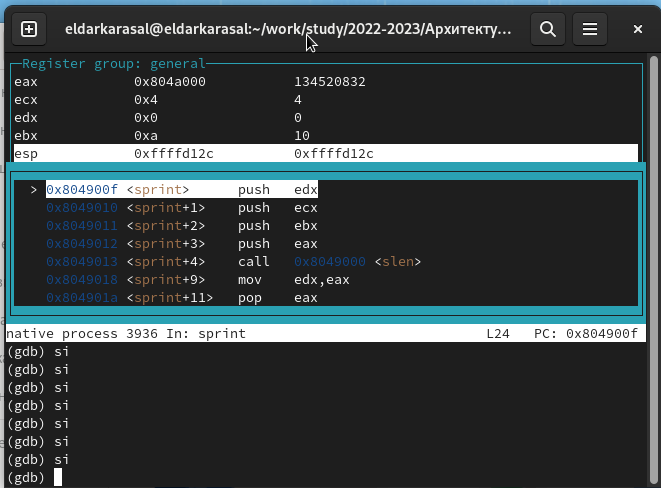 eldarkarasal@eldarkarasal:~/work/study/2022-2023/Архитекту...
Register group: general
eax 0x804a000 134520832
ecx 0x4 4
edx 0x0 0
ebx 0xa 10
esp 0xffffd12c 0xffffd12c
> 0x804900f <sprint> push edx
0x8049010 <sprint+1> push ecx
0x8049011 <sprint+2> push ebx
0x8049012 <sprint+3> push eax
0x8049013 <sprint+4> call 0x8049000 <slen>
0x8049018 <sprint+9> mov edx,eax
0x804901a <sprint+11> pop eax
native process 3936 In: sprint L24 PC: 0x804900f
(gdb) si
(gdb) si
(gdb) si
(gdb) si
(gdb) si
(gdb) si
(gdb) si
(gdb)